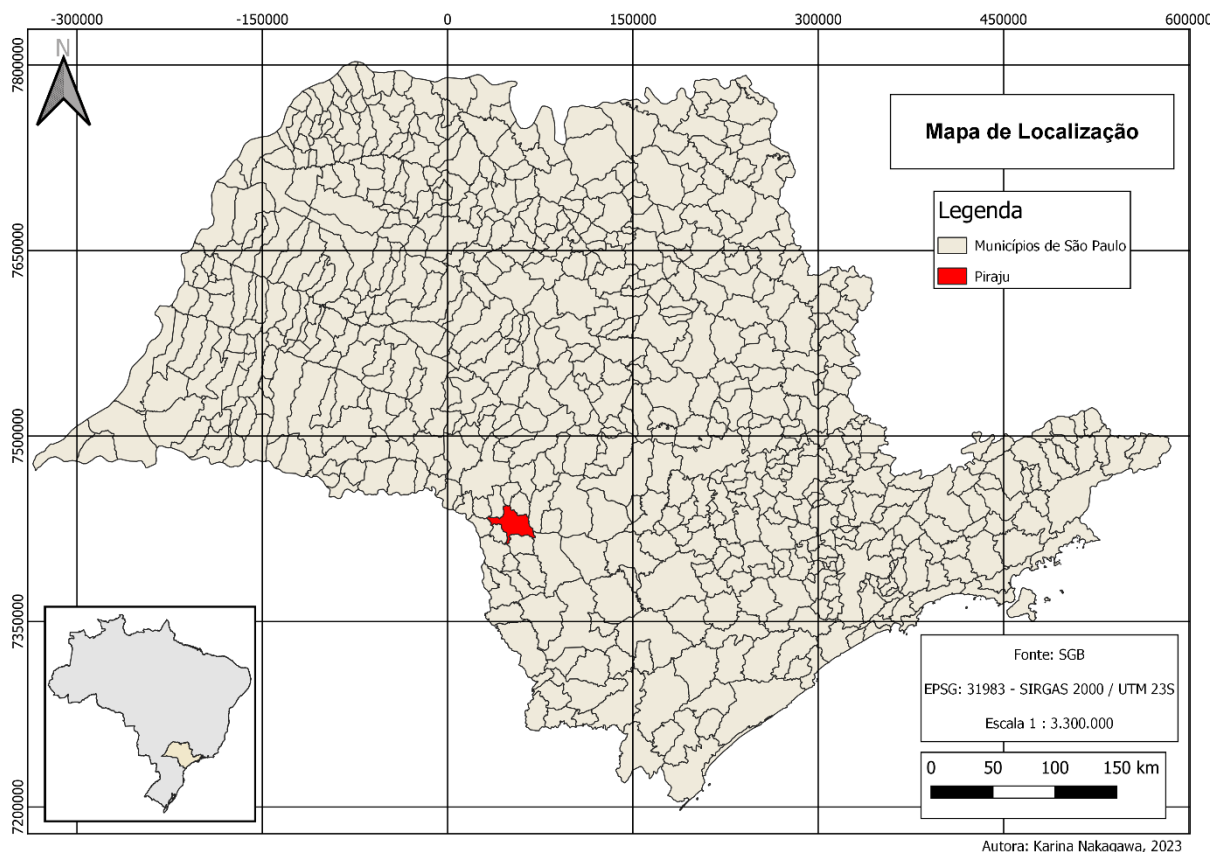 -300000 -150000 0 150000 300000 450000 600000
N
7800000
7650000
7500000
7350000
7200000
Mapa de Localização
Legenda
Municípios de São Paulo
Piraju
Fonte: SGB
EPSG: 31983 - SIRGAS 2000 / UTM 23S
Escala 1 : 3.300.000
0 50 100 150 km
Autora: Karina Nakagawa, 2023